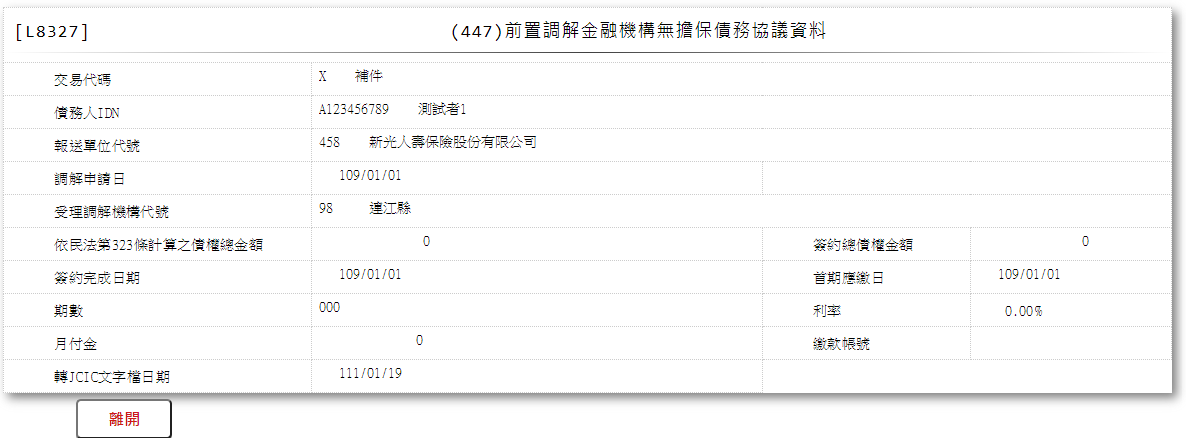 [L8327] (447)前置調解金融機構無擔保債務協議資料
交易代碼 X 補件
債務人IDN A123456789 測試者1
報送單位代號 458 新光人壽保險股份有限公司
調解申請日 109/01/01
受理調解機構代號 98 連江縣
依民法第323條計算之債權總金額 0 簽約總債權金額 0
簽約完成日期 109/01/01 首期應繳日 109/01/01
期數 000 利率 0.00%
月付金 0 繳款帳號
轉JCIC文字檔日期 111/01/19
離開